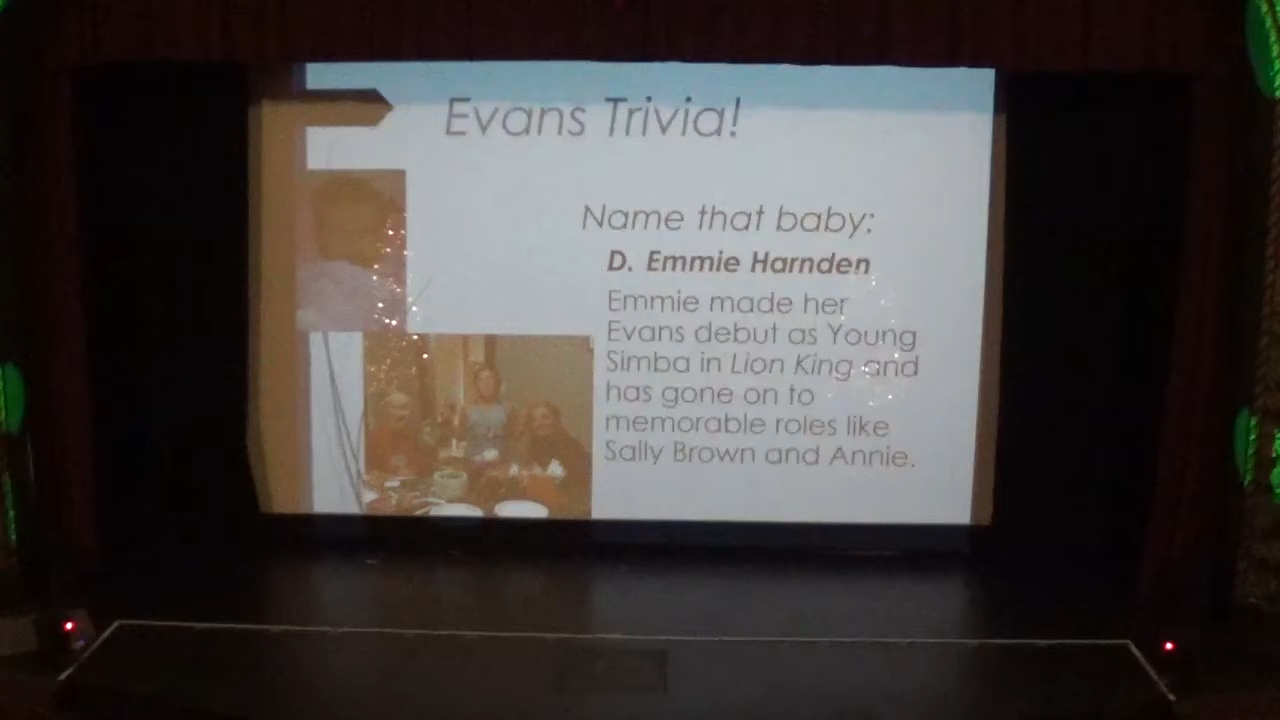 Evans Trivia!
Name that baby:
D. Emmie Harnden
Emmie made her
Evans debut as Young
Simba in Lion King and
has gone on to
memorable roles like
Sally Brown and Annie.